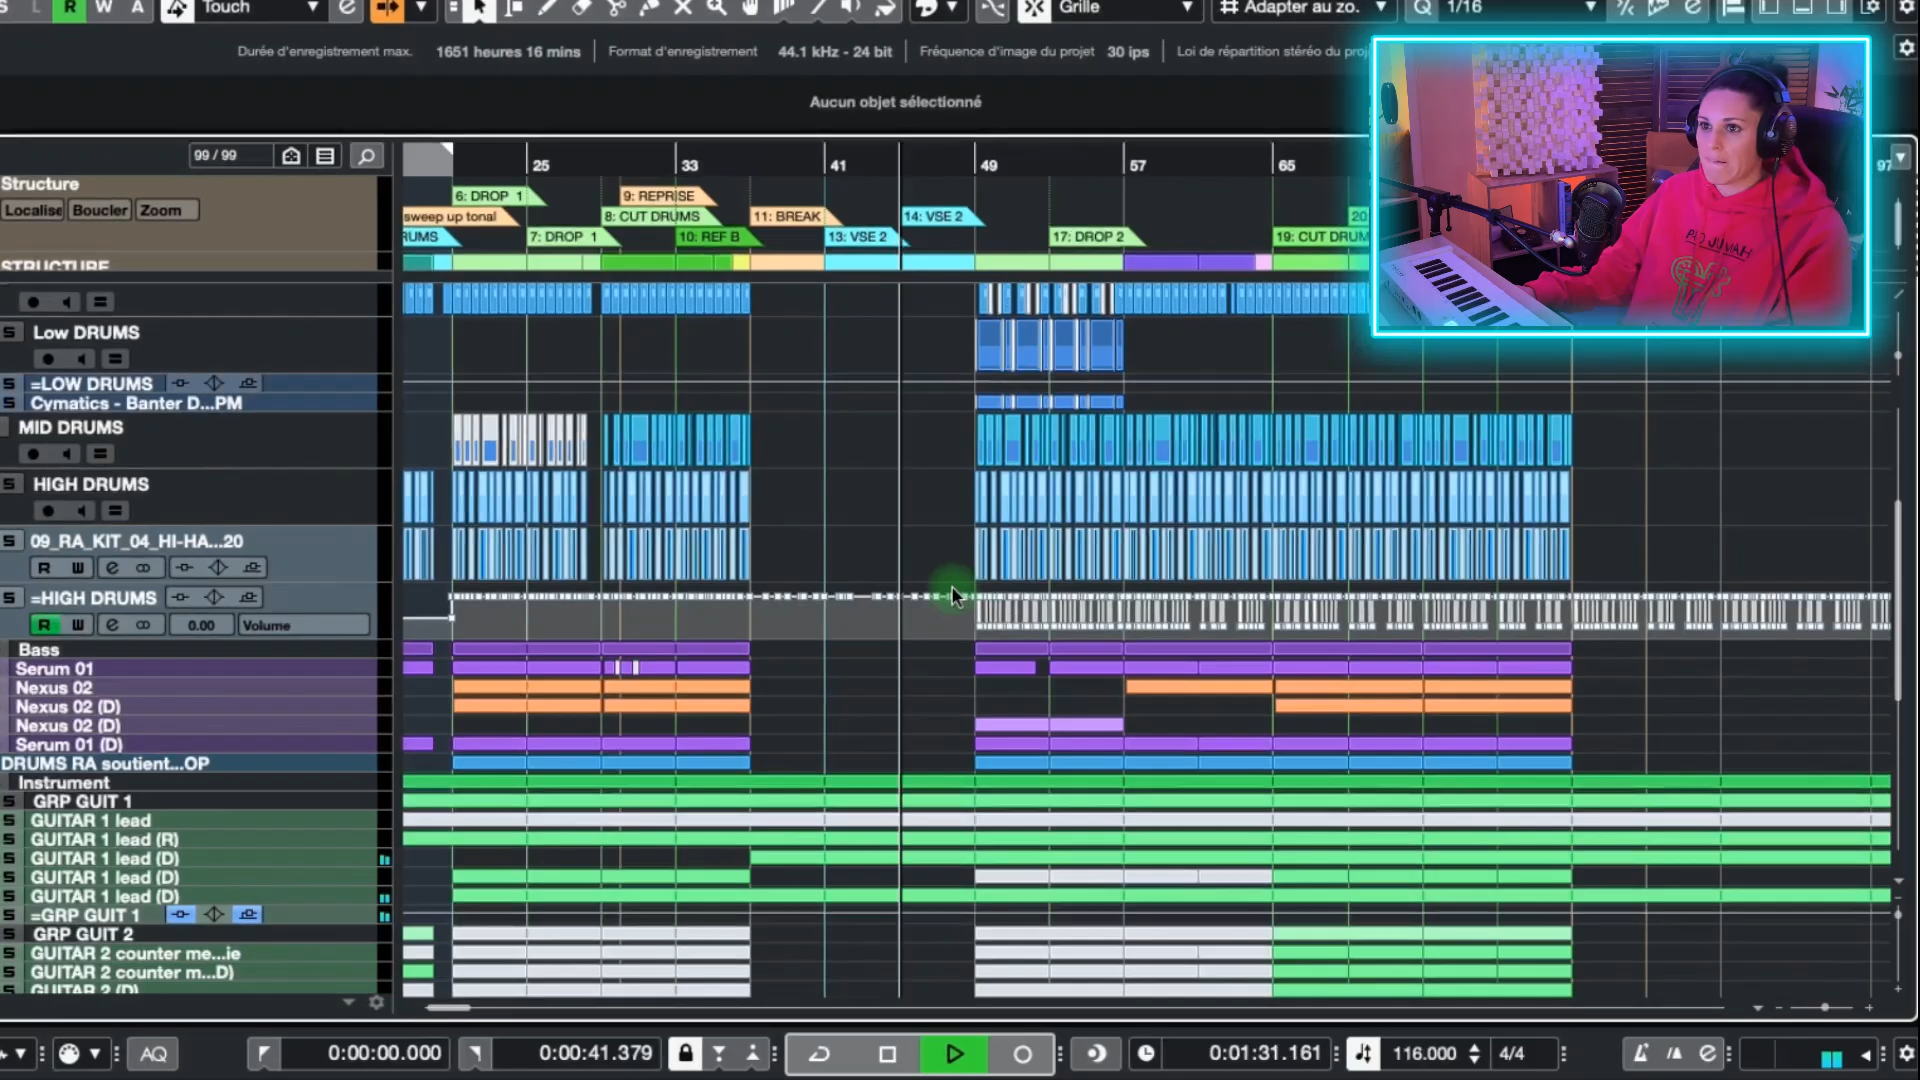 S L R W A Touch Grille Adapter au zo. Q 1/16
Durée d'enregistrement max. 1651 heures 16 mins Format d'enregistrement 44.1 kHz - 24 bit Fréquence d'image du projet 30 ips Loi de répartition stéréo du
Aucun objet sélectionné
99 / 99
25 33 41 49 57 65 97
Structure
Localise Boucler Zoom
6: DROP 1 9: REPRISE
sweep up tonal 8: CUT DRUMS 11: BREAK 14: VSE 2 20
RUMS 7: DROP 1 10: REF B 13: VSE 2 17: DROP 2 19: CUT DRUM
STRUCTURE
S Low DRUMS
S =LOW DRUMS
S Cymatics - Banter D...PM
MID DRUMS
S HIGH DRUMS
S 09_RA_KIT_04_HI-HA...20
R W e
S =HIGH DRUMS
R W e 0.00 Volume
Bass
Serum 01
Nexus 02
Nexus 02 (D)
Nexus 02 (D)
Serum 01 (D)
DRUMS RA soutient...OP
Instrument
S GRP GUIT 1
S GUITAR 1 lead
S GUITAR 1 lead (R)
S GUITAR 1 lead (D)
S GUITAR 1 lead (D)
S GUITAR 1 lead (D)
S =GRP GUIT 1
S GRP GUIT 2
S GUITAR 2 counter me...ie
S GUITAR 2 counter m...D)
S GUITAR 2 (D)
AQ 0:00:00.000 0:00:41.379 0:01:31.161 116.000 4/4